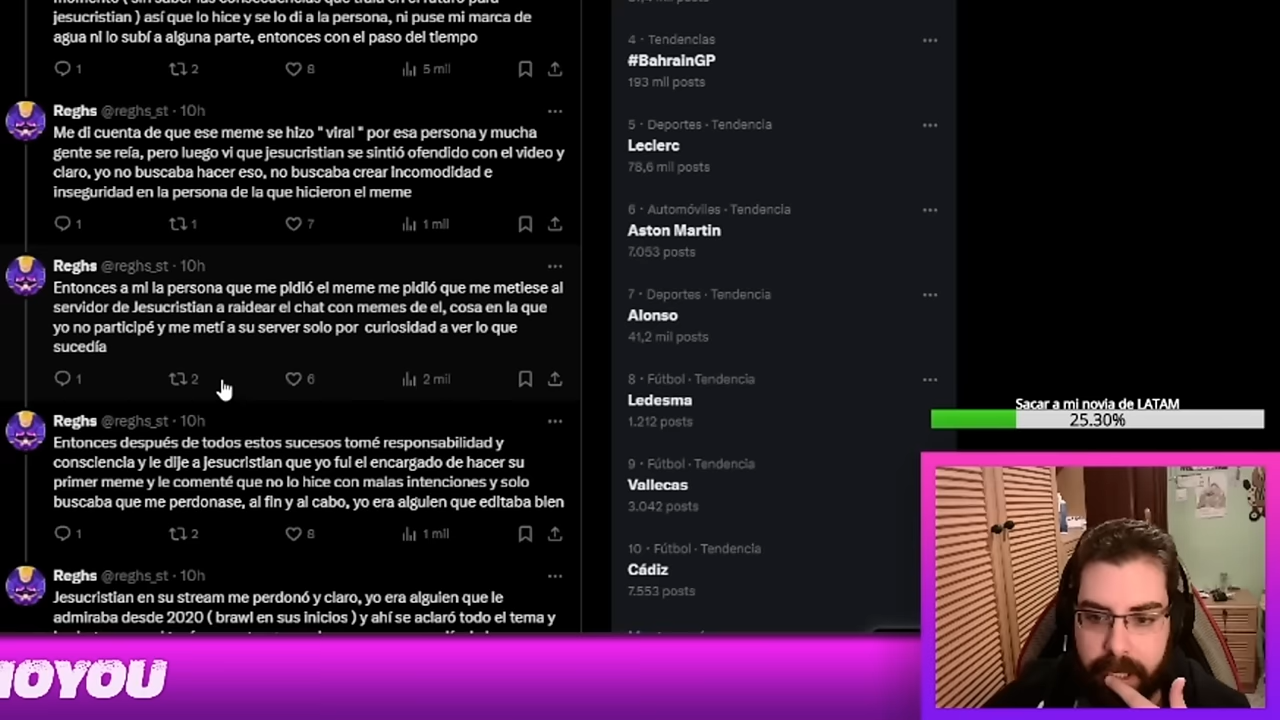 momento ( sin saber las consecuencias que traía en el futuro para
jesucristian ) así que lo hice y se lo di a la persona, ni puse mi marca de
agua ni lo subí a alguna parte, entonces con el paso del tiempo
1 2 8 5 mil
Reghs @reghs_st · 10h
Me di cuenta de que ese meme se hizo " viral " por esa persona y mucha
gente se reía, pero luego vi que jesucristian se sintió ofendido con el video y
claro, yo no buscaba hacer eso, no buscaba crear incomodidad e
inseguridad en la persona de la que hicieron el meme
1 1 7 1 mil
Reghs @reghs_st · 10h
Entonces a mi la persona que me pidió el meme me pidió que me metiese al
servidor de Jesucristian a raidear el chat con memes de el, cosa en la que
yo no participé y me metí a su server solo por curiosidad a ver lo que
sucedía
1 2 6 2 mil
Reghs @reghs_st · 10h
Entonces después de todos estos sucesos tomé responsabilidad y
consciencia y le dije a jesucristian que yo fui el encargado de hacer su
primer meme y le comenté que no lo hice con malas intenciones y solo
buscaba que me perdonase, al fin y al cabo, yo era alguien que editaba bien
1 2 8 1 mil
Reghs @reghs_st · 10h
Jesucristian en su stream me perdonó y claro, yo era alguien que le
admiraba desde 2020 ( brawl en sus inicios ) y ahí se aclaró todo el tema y
4 · Tendencias
#BahrainGP
193 mil posts
5 · Deportes · Tendencia
Leclerc
78,6 mil posts
6 · Automóviles · Tendencia
Aston Martin
7.053 posts
7 · Deportes · Tendencia
Alonso
41,2 mil posts
8 · Fútbol · Tendencia
Ledesma
1.212 posts
9 · Fútbol · Tendencia
Vallecas
3.042 posts
10 · Fútbol · Tendencia
Cádiz
7.553 posts
Sacar a mi novia de LATAM
25.30%
OYOU